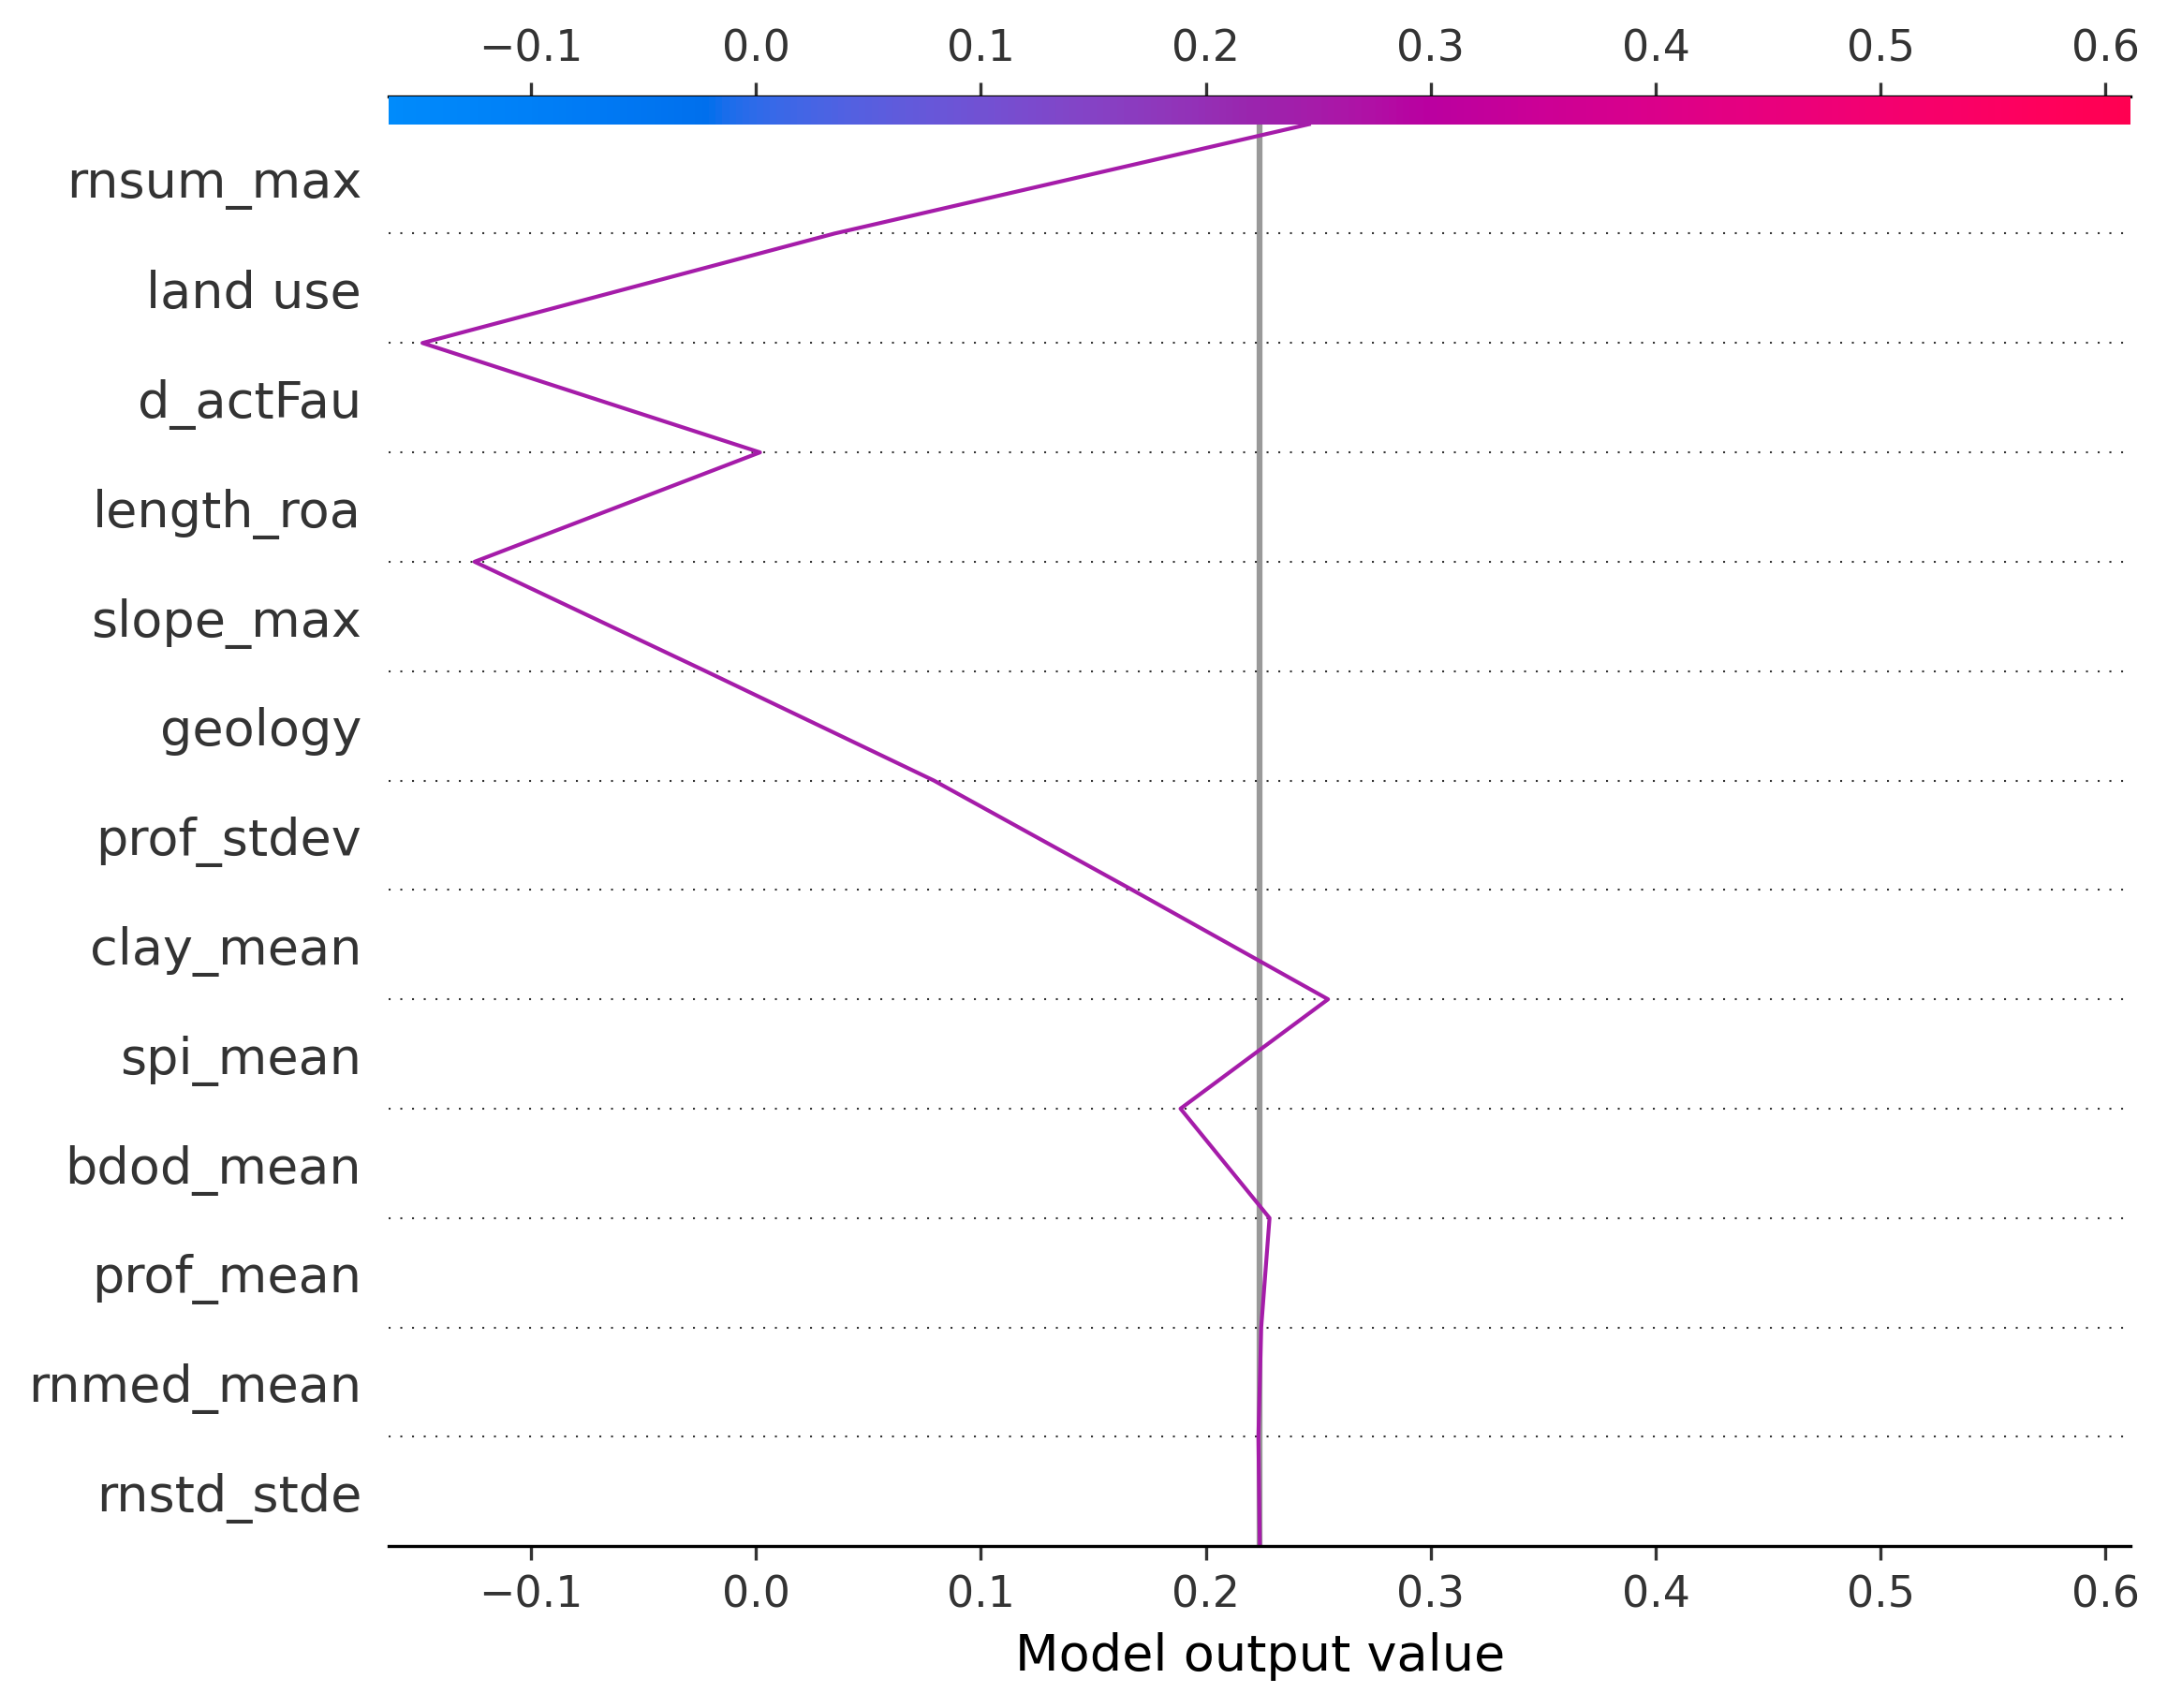 −0.1 0.0 0.1 0.2 0.3 0.4 0.5 0.6
rnsum_max
land use
d_actFau
length_roa
slope_max
geology
prof_stdev
clay_mean
spi_mean
bdod_mean
prof_mean
rnmed_mean
rnstd_stde
−0.1 0.0 0.1 0.2 0.3 0.4 0.5 0.6
Model output value